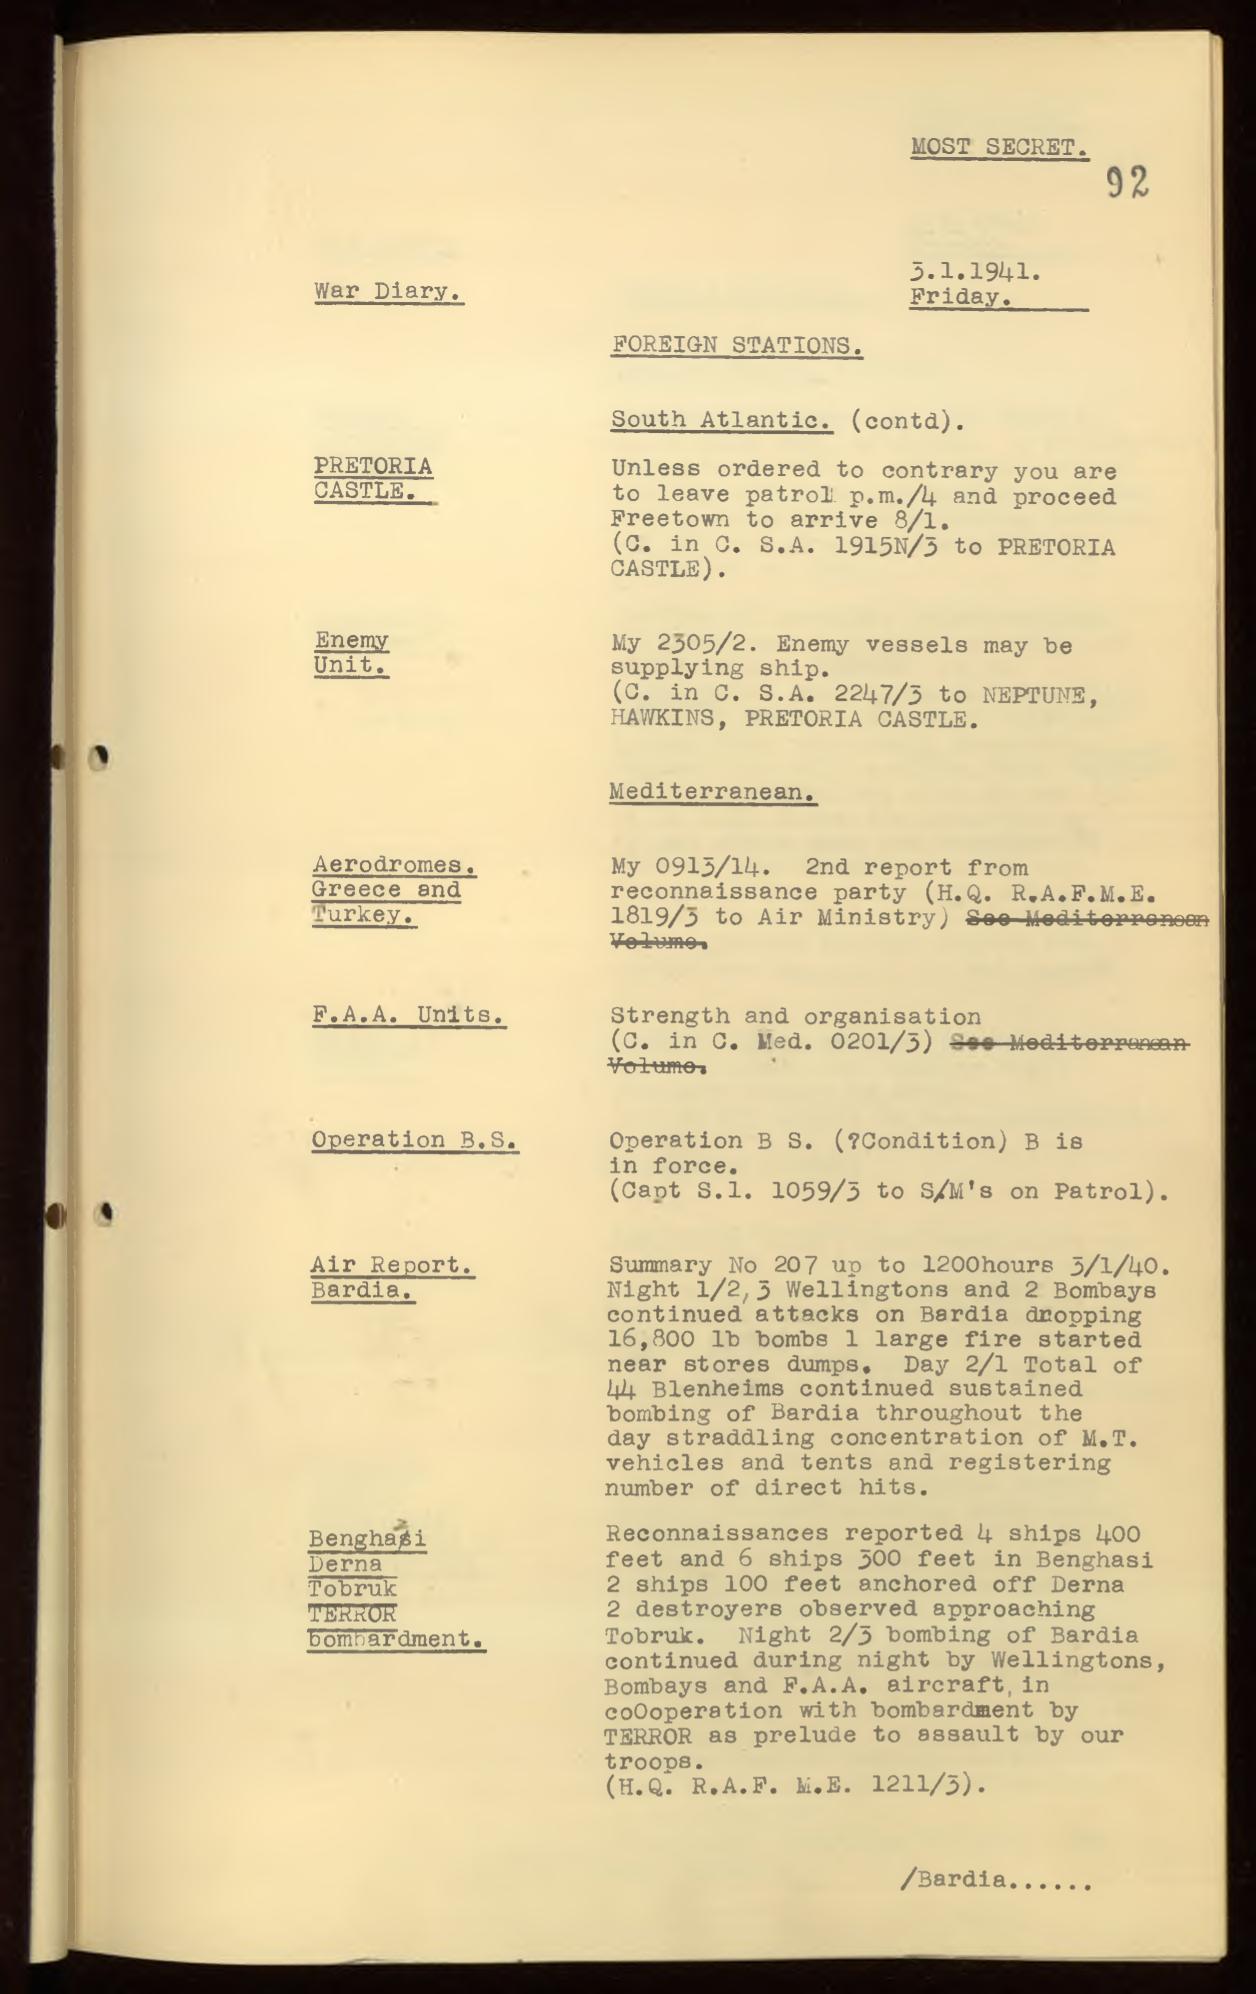 MOST SECRET.
92
3.1.1941.
War Diary.
Friday.
FOREIGN STATIONS.
South Atlantic. (contd).
PRETORIA
CASTLE.
Unless ordered to contrary you are
to leave patrol p.m./4 and proceed
Freetown to arrive 8/1.
(C. in C. S.A. 1915N/3 to PRETORIA
CASTLE).
Enemy
Unit.
My 2305/2. Enemy vessels may be
supplying ship.
(C. in C. S.A. 2247/3 to NEPTUNE,
HAWKINS, PRETORIA CASTLE.
Mediterranean.
Aerodromes.
Greece and
Turkey.
My 0913/14. 2nd report from
reconnaissance party (H.Q. R.A.F.M.E.
1819/3 to Air Ministry) See Mediterranean
Volume.
F.A.A. Units.
Strength and organisation
(C. in C. Med. 0201/3) See Mediterranean
Volume.
Operation B.S.
Operation B S. (?Condition) B is
in force.
(Capt S.1. 1059/3 to S/M's on Patrol).
Air Report.
Bardia.
Summary No 207 up to 1200hours 3/1/40.
Night 1/2, 3 Wellingtons and 2 Bombays
continued attacks on Bardia dropping
16,800 lb bombs 1 large fire started
near stores dumps. Day 2/1 Total of
44 Blenheims continued sustained
bombing of Bardia throughout the
day straddling concentration of M.T.
vehicles and tents and registering
number of direct hits.
Benghasi
Derna
Tobruk
TERROR
bombardment.
Reconnaissances reported 4 ships 400
feet and 6 ships 300 feet in Benghasi
2 ships 100 feet anchored off Derna
2 destroyers observed approaching
Tobruk. Night 2/3 bombing of Bardia
continued during night by Wellingtons,
Bombays and F.A.A. aircraft, in
coOoperation with bombardment by
TERROR as prelude to assault by our
troops.
(H.Q. R.A.F. M.E. 1211/3).
/Bardia......